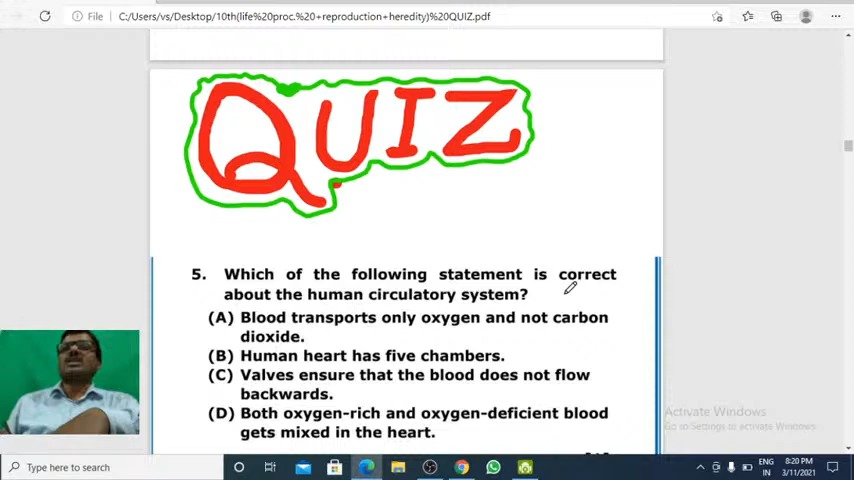 File
C:/Users/vs/Desktop/10th(life%20proc.%20+reproduction+heredity)%20QUIZ.pdf
QUIZ
5. Which of the following statement is correct
about the human circulatory system?
(A) Blood transports only oxygen and not carbon
dioxide.
(B) Human heart has five chambers.
(C) Valves ensure that the blood does not flow
backwards.
(D) Both oxygen-rich and oxygen-deficient blood
gets mixed in the heart.
Activate Windows
Go to Settings to activate Windows.
Type here to search
ENG
IN
8:20 PM
3/11/2021